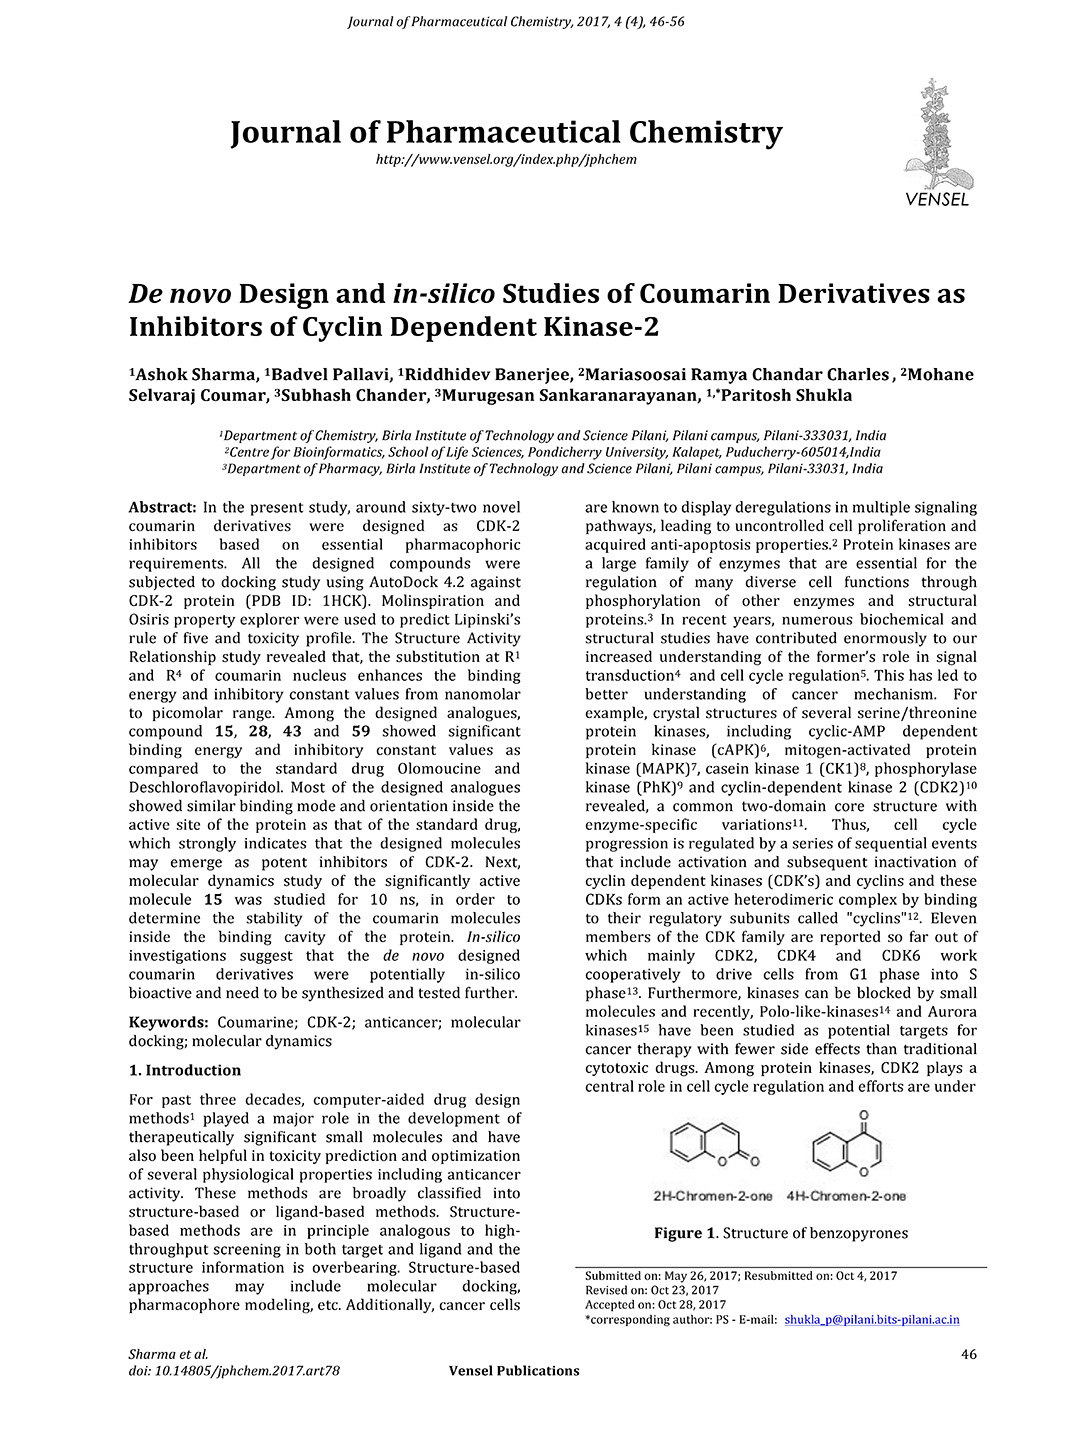 Journal of Pharmaceutical Chemistry, 2017, 4 (4), 46-56
Journal of Pharmaceutical Chemistry
http://www.vensel.org/index.php/jphchem
VENSEL
De novo Design and in-silico Studies of Coumarin Derivatives as
Inhibitors of Cyclin Dependent Kinase-2
¹Ashok Sharma, ¹Badvel Pallavi, ¹Riddhidev Banerjee, ²Mariasoosai Ramya Chandar Charles , ²Mohane
Selvaraj Coumar, ³Subhash Chander, ³Murugesan Sankaranarayanan, ¹,*Paritosh Shukla
¹Department of Chemistry, Birla Institute of Technology and Science Pilani, Pilani campus, Pilani-333031, India
²Centre for Bioinformatics, School of Life Sciences, Pondicherry University, Kalapet, Puducherry-605014,India
³Department of Pharmacy, Birla Institute of Technology and Science Pilani, Pilani campus, Pilani-33031, India
Abstract: In the present study, around sixty-two novel
coumarin derivatives were designed as CDK-2
inhibitors based on essential pharmacophoric
requirements. All the designed compounds were
subjected to docking study using AutoDock 4.2 against
CDK-2 protein (PDB ID: 1HCK). Molinspiration and
Osiris property explorer were used to predict Lipinski's
rule of five and toxicity profile. The Structure Activity
Relationship study revealed that, the substitution at R¹
and R⁴ of coumarin nucleus enhances the binding
energy and inhibitory constant values from nanomolar
to picomolar range. Among the designed analogues,
compound 15, 28, 43 and 59 showed significant
binding energy and inhibitory constant values as
compared to the standard drug Olomoucine and
Deschloroflavopiridol. Most of the designed analogues
showed similar binding mode and orientation inside the
active site of the protein as that of the standard drug,
which strongly indicates that the designed molecules
may emerge as potent inhibitors of CDK-2. Next,
molecular dynamics study of the significantly active
molecule 15 was studied for 10 ns, in order to
determine the stability of the coumarin molecules
inside the binding cavity of the protein. In-silico
investigations suggest that the de novo designed
coumarin derivatives were potentially in-silico
bioactive and need to be synthesized and tested further.
Keywords: Coumarine; CDK-2; anticancer; molecular
docking; molecular dynamics
1. Introduction
For past three decades, computer-aided drug design
methods¹ played a major role in the development of
therapeutically significant small molecules and have
also been helpful in toxicity prediction and optimization
of several physiological properties including anticancer
activity. These methods are broadly classified into
structure-based or ligand-based methods. Structure-
based methods are in principle analogous to high-
throughput screening in both target and ligand and the
structure information is overbearing. Structure-based
approaches may include molecular docking,
pharmacophore modeling, etc. Additionally, cancer cells
are known to display deregulations in multiple signaling
pathways, leading to uncontrolled cell proliferation and
acquired anti-apoptosis properties.² Protein kinases are
a large family of enzymes that are essential for the
regulation of many diverse cell functions through
phosphorylation of other enzymes and structural
proteins.³ In recent years, numerous biochemical and
structural studies have contributed enormously to our
increased understanding of the former's role in signal
transduction⁴ and cell cycle regulation⁵. This has led to
better understanding of cancer mechanism. For
example, crystal structures of several serine/threonine
protein kinases, including cyclic-AMP dependent
protein kinase (cAPK)⁶, mitogen-activated protein
kinase (MAPK)⁷, casein kinase 1 (CK1)⁸, phosphorylase
kinase (PhK)⁹ and cyclin-dependent kinase 2 (CDK2)¹⁰
revealed, a common two-domain core structure with
enzyme-specific variations¹¹. Thus, cell cycle
progression is regulated by a series of sequential events
that include activation and subsequent inactivation of
cyclin dependent kinases (CDK's) and cyclins and these
CDKs form an active heterodimeric complex by binding
to their regulatory subunits called "cyclins"¹². Eleven
members of the CDK family are reported so far out of
which mainly CDK2, CDK4 and CDK6 work
cooperatively to drive cells from G1 phase into S
phase¹³. Furthermore, kinases can be blocked by small
molecules and recently, Polo-like-kinases¹⁴ and Aurora
kinases¹⁵ have been studied as potential targets for
cancer therapy with fewer side effects than traditional
cytotoxic drugs. Among protein kinases, CDK2 plays a
central role in cell cycle regulation and efforts are under
O O O O
2H-Chromen-2-one 4H-Chromen-2-one
Figure 1. Structure of benzopyrones
Submitted on: May 26, 2017; Resubmitted on: Oct 4, 2017
Revised on: Oct 23, 2017
Accepted on: Oct 28, 2017
*corresponding author: PS - E-mail: shukla_p@pilani.bits-pilani.ac.in
Sharma et al. 46
doi: 10.14805/jphchem.2017.art78 Vensel Publications